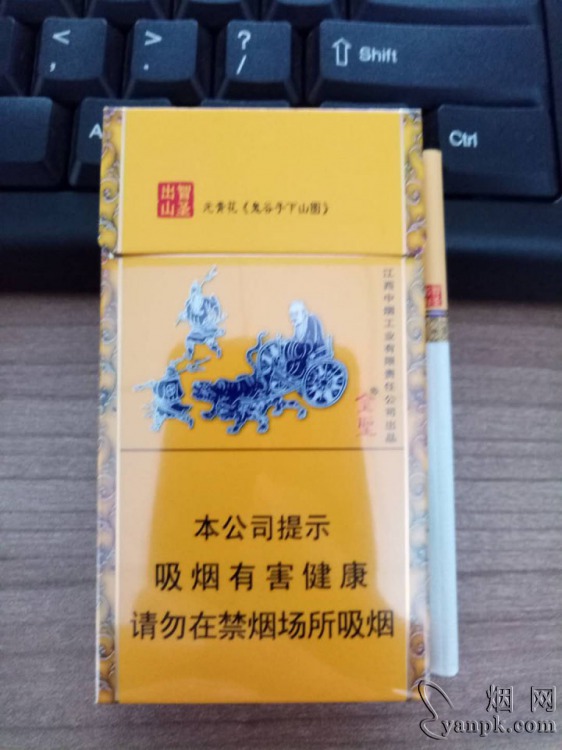 < >  ?
, . /
⇧ Shift
A
Ctrl
智圣
出山
元青花《鬼谷子下山图》
江西中烟工业有限责任公司出品
金聖
本公司提示
吸烟有害健康
请勿在禁烟场所吸烟
烟网
yanpk.com